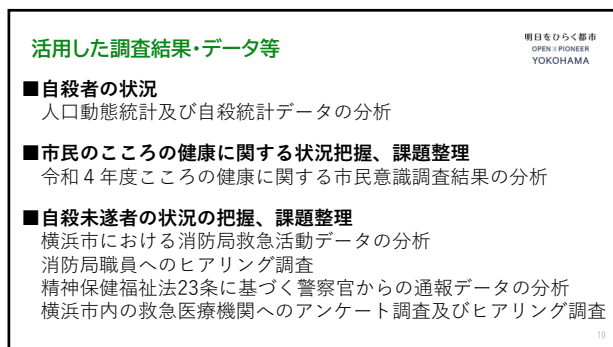 活用した調査結果・データ等
明日をひらく都市
OPEN X PIONEER
YOKOHAMA
■自殺者の状況
人口動態統計及び自殺統計データの分析
■市民のこころの健康に関する状況把握、課題整理
令和４年度こころの健康に関する市民意識調査結果の分析
■自殺未遂者の状況の把握、課題整理
横浜市における消防局救急活動データの分析
消防局職員へのヒアリング調査
精神保健福祉法23条に基づく警察官からの通報データの分析
横浜市内の救急医療機関へのアンケート調査及びヒアリング調査
10